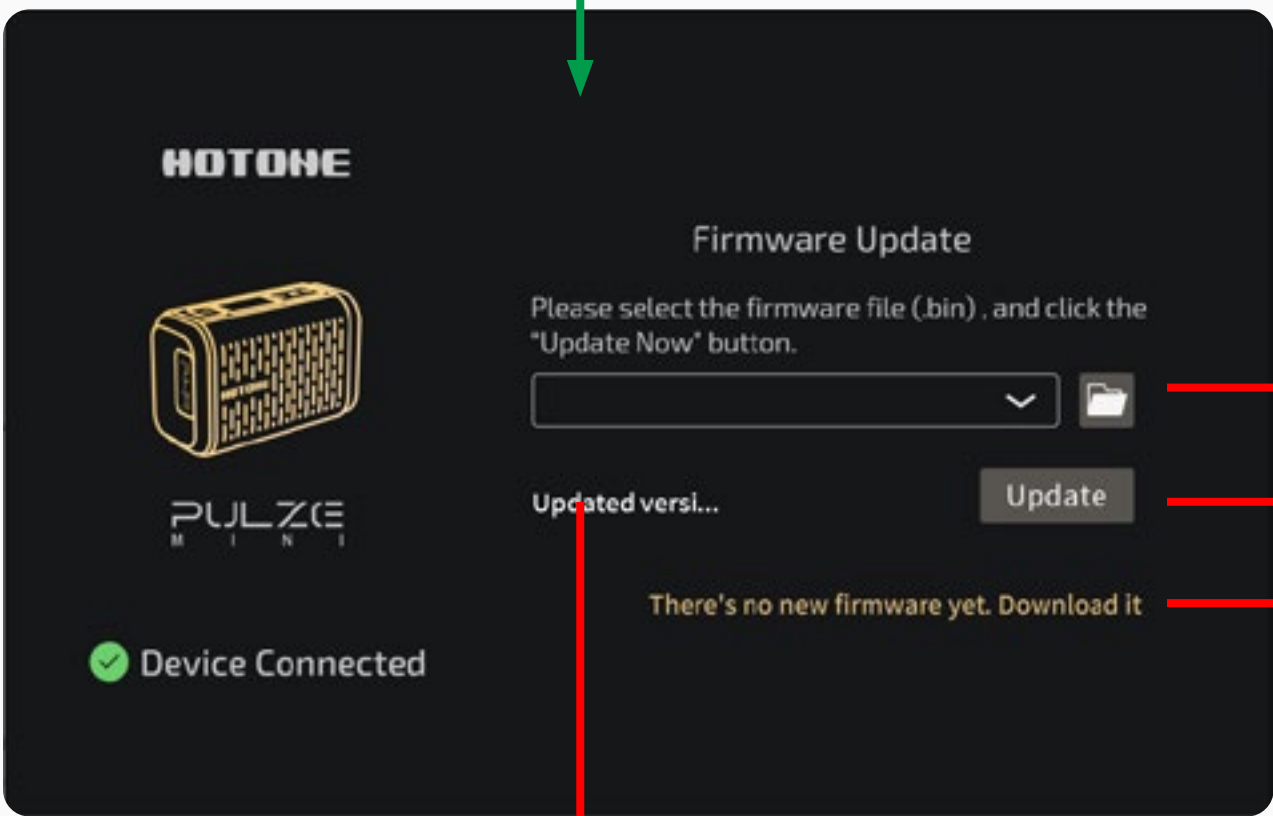 HOTONE
Firmware Update
Please select the firmware file (.bin) , and click the
"Update Now" button.
Updated versi...
Update
PULZE
MINI
There's no new firmware yet. Download it
Device Connected